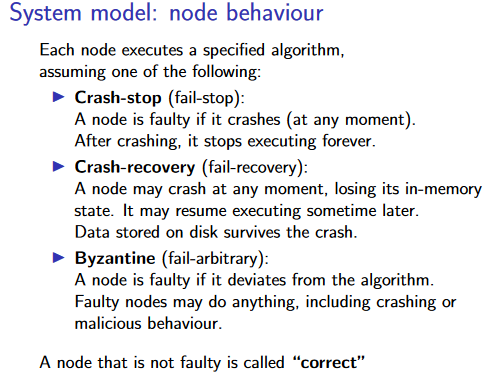 System model: node behaviour
Each node executes a specified algorithm,
assuming one of the following:
▶ Crash-stop (fail-stop):
A node is faulty if it crashes (at any moment).
After crashing, it stops executing forever.
▶ Crash-recovery (fail-recovery):
A node may crash at any moment, losing its in-memory
state. It may resume executing sometime later.
Data stored on disk survives the crash.
▶ Byzantine (fail-arbitrary):
A node is faulty if it deviates from the algorithm.
Faulty nodes may do anything, including crashing or
malicious behaviour.
A node that is not faulty is called “correct”